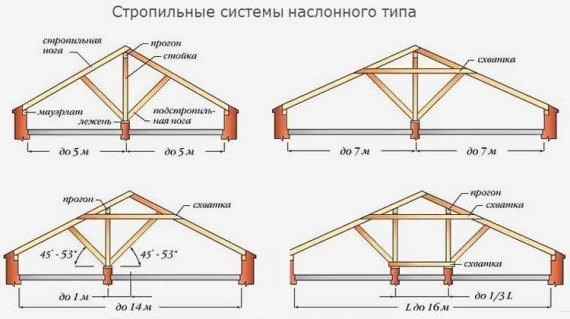 Стропильные системы наслонного типа
стропильная
нога
прогон
стойка
мауэрлат
лежень
подстропиль-
ная нога
до 5 м
до 5 м
схватка
до 7 м
до 7 м
прогон
схватка
45° - 53°
45° - 53°
до 1 м
до 14 м
прогон
схватка
схватка
до 1/3 L
L до 16 м